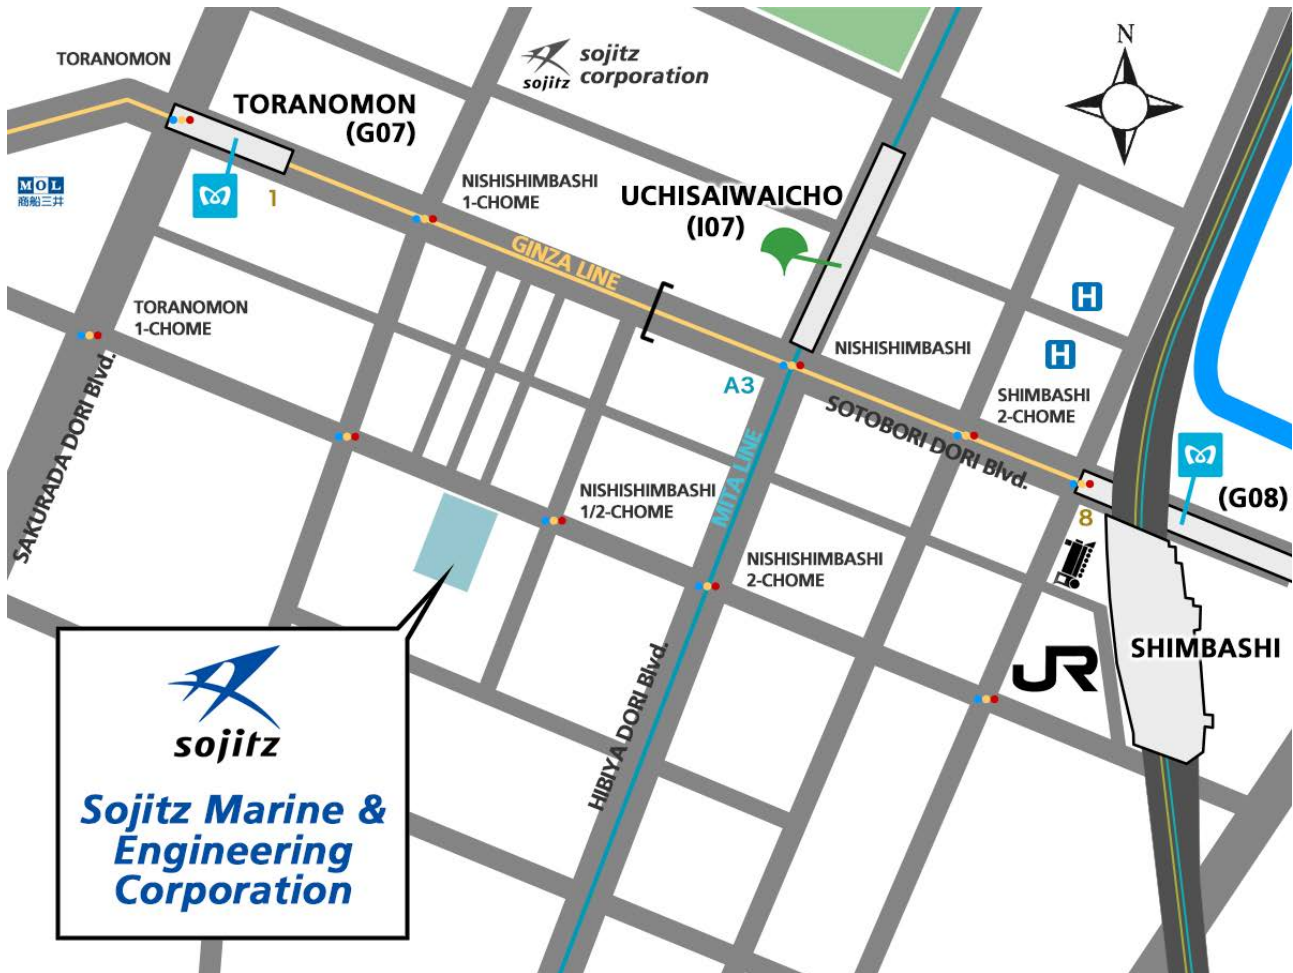 TORANOMON
TORANOMON
(G07)
sojitz
sojitz
corporation
N
MOL
商船三井
1
NISHISHIMBASHI
1-CHOME
UCHISAIWAICHO
(I07)
GINZA LINE
H
H
TORANOMON
1-CHOME
NISHISHIMBASHI
A3
SHIMBASHI
2-CHOME
SOTOBORI DORI Blvd.
SAKURADA DORI Blvd.
MITA LINE
NISHISHIMBASHI
1/2-CHOME
(G08)
8
NISHISHIMBASHI
2-CHOME
SHIMBASHI
JR
HIBIYA DORI Blvd.
sojitz
Sojitz Marine &
Engineering
Corporation